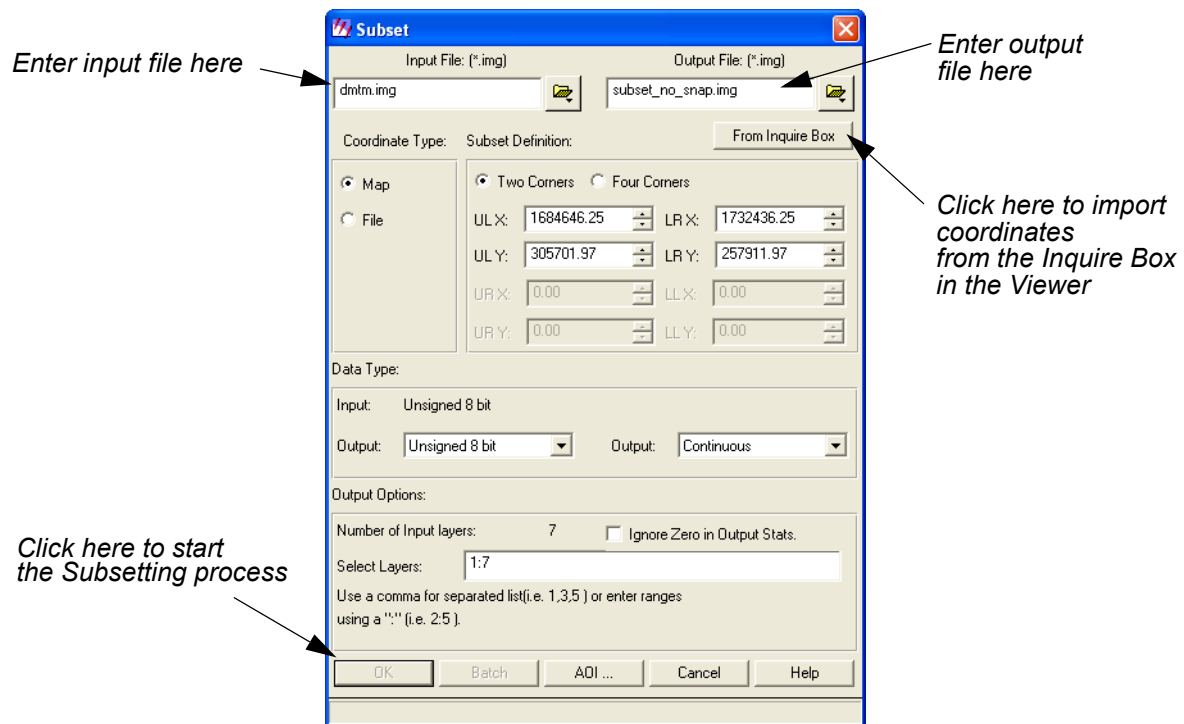 Subset
Input File: (*.img) Output File: (*.img)
Enter input file here
Enter output
file here
dmtm.img subset_no_snap.img
Coordinate Type: Subset Definition: From Inquire Box
Map Two Corners Four Corners
File UL X: 1684646.25 LR X: 1732436.25
UL Y: 305701.97 LR Y: 257911.97
UR X: 0.00 LL X: 0.00
UR Y: 0.00 LL Y: 0.00
Click here to import
coordinates
from the Inquire Box
in the Viewer
Data Type:
Input: Unsigned 8 bit
Output: Unsigned 8 bit Output: Continuous
Output Options:
Number of Input layers: 7 Ignore Zero in Output Stats.
Select Layers: 1:7
Use a comma for separated list(i.e. 1,3,5 ) or enter ranges
using a ":" (i.e. 2:5 ).
Click here to start
the Subsetting process
OK Batch AOI ... Cancel Help